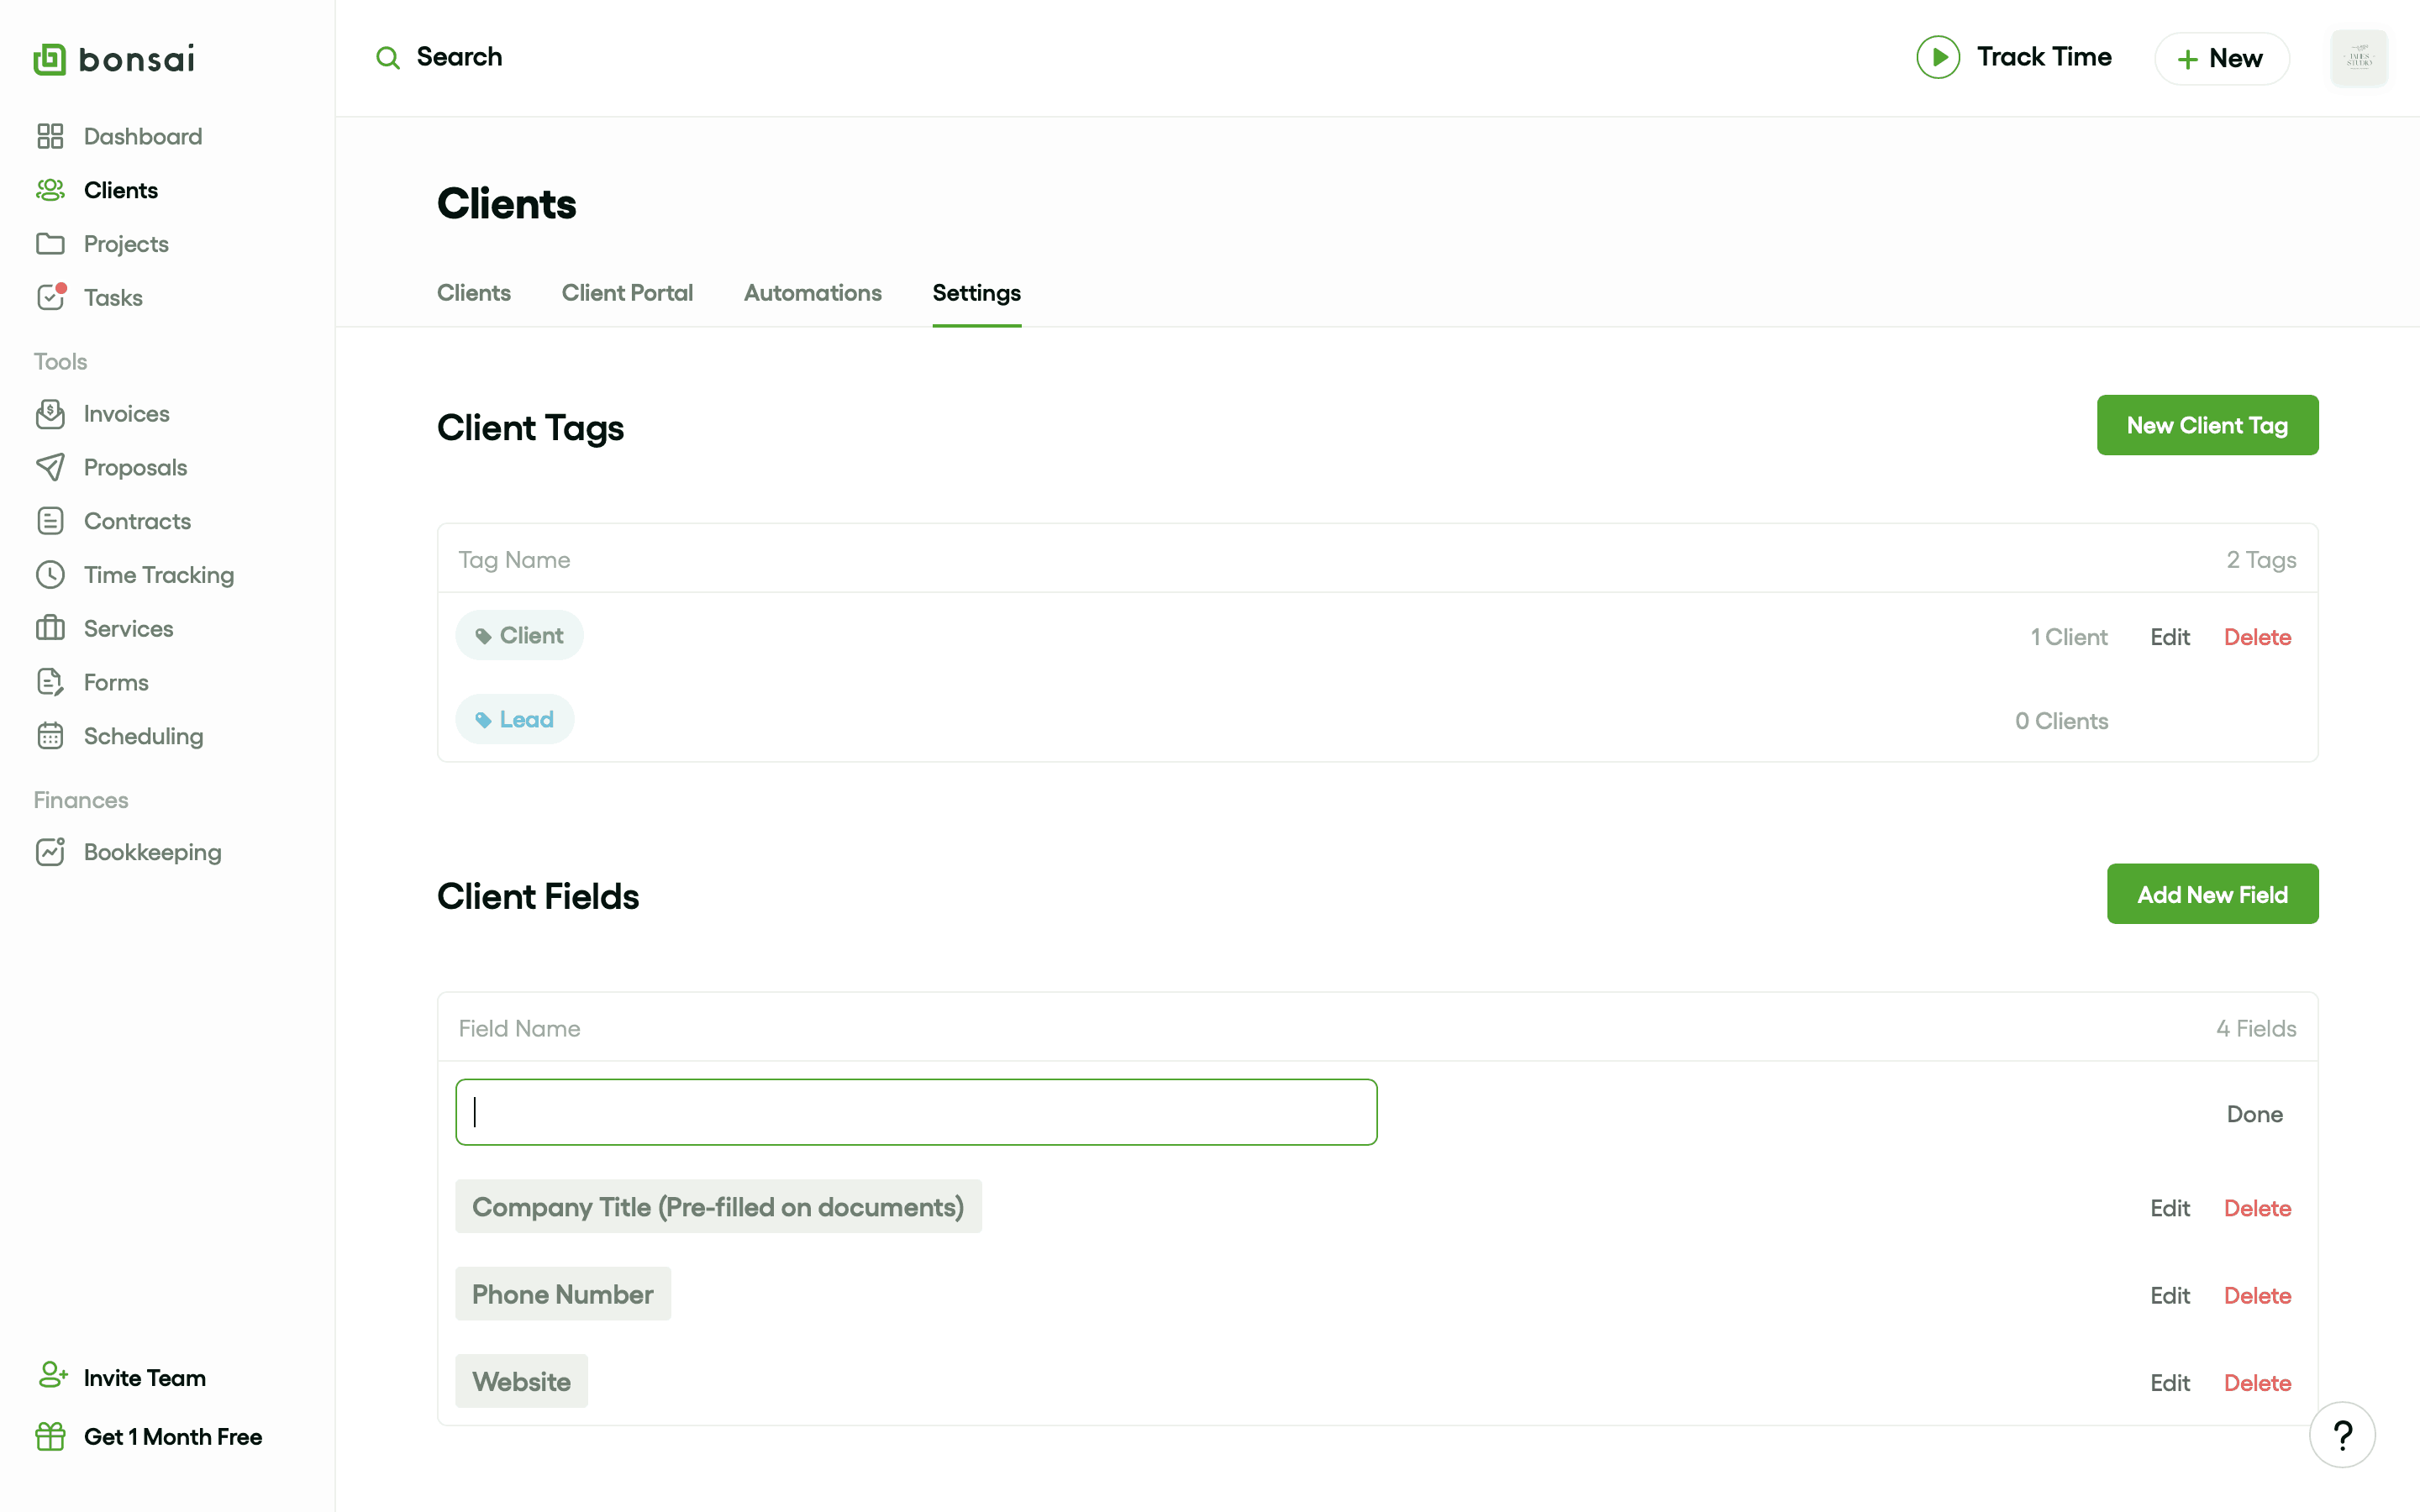 bonsai
Search
Track Time
+ New
Dashboard
Clients
Projects
Tasks
Tools
Invoices
Proposals
Contracts
Time Tracking
Services
Forms
Scheduling
Finances
Bookkeeping
Invite Team
Get 1 Month Free
Clients
Clients Client Portal Automations Settings
Client Tags
New Client Tag
Tag Name 2 Tags
Client 1 Client Edit Delete
Lead 0 Clients
Client Fields
Add New Field
Field Name 4 Fields
Done
Company Title (Pre-filled on documents) Edit Delete
Phone Number Edit Delete
Website Edit Delete
?